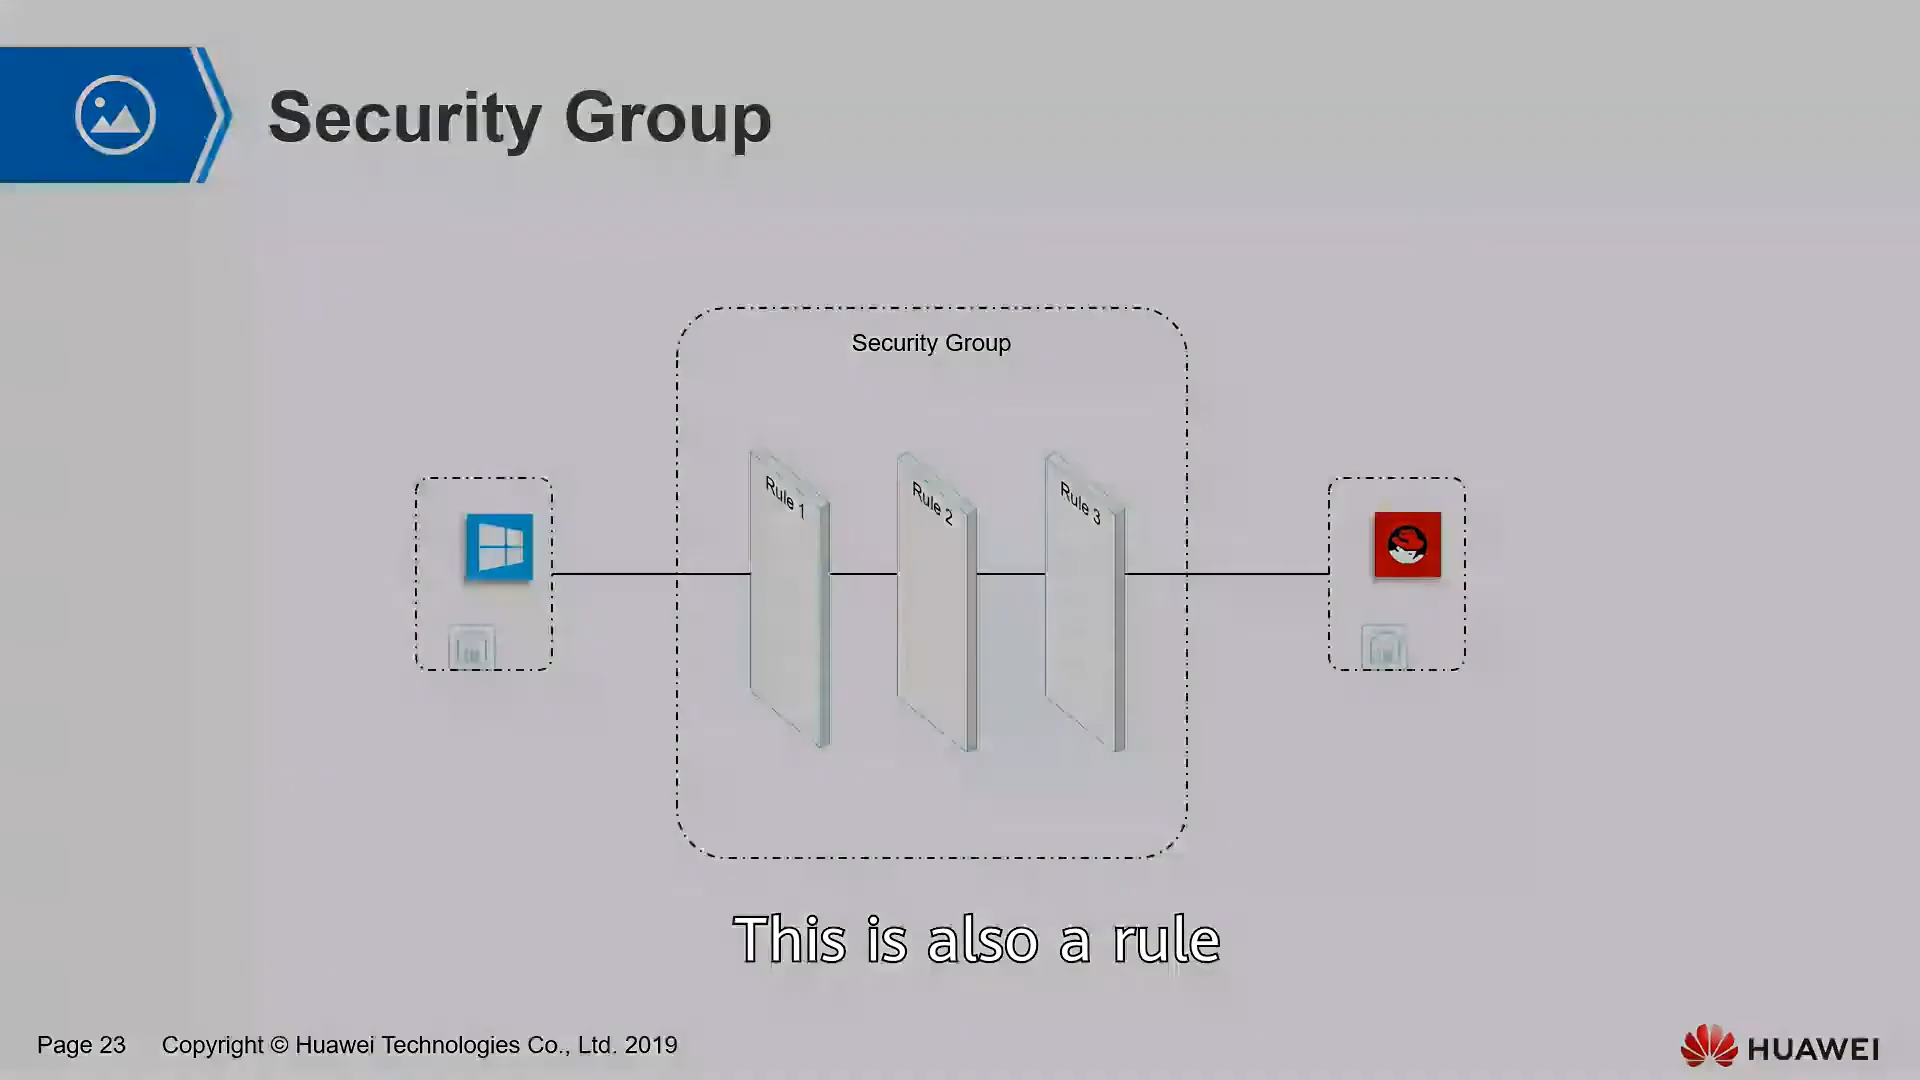 Security Group
Security Group
Rule 1
Rule 2
Rule 3
This is also a rule
Page 23
Copyright © Huawei Technologies Co., Ltd. 2019
HUAWEI